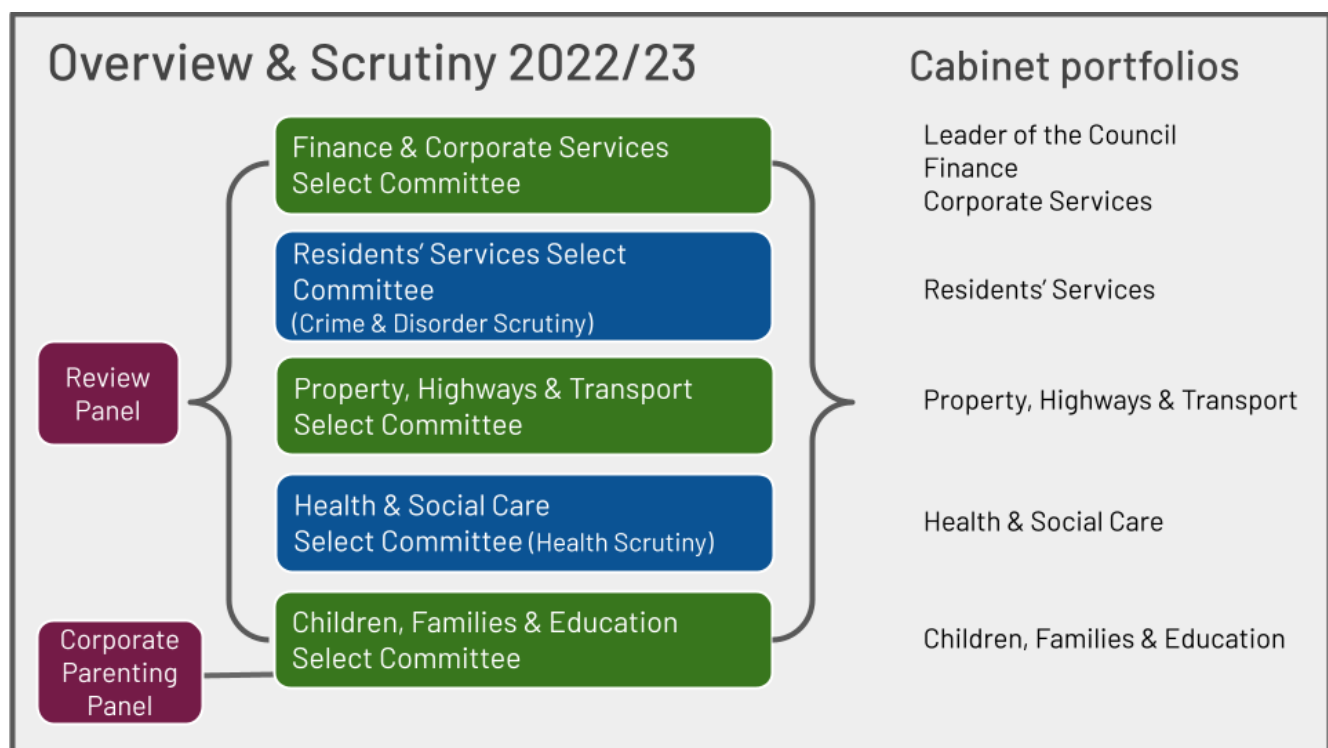 Overview & Scrutiny 2022/23
Cabinet portfolios
Finance & Corporate Services
Select Committee
Leader of the Council
Finance
Corporate Services
Residents’ Services Select
Committee
(Crime & Disorder Scrutiny)
Residents’ Services
Review
Panel
Property, Highways & Transport
Select Committee
Property, Highways & Transport
Health & Social Care
Select Committee (Health Scrutiny)
Health & Social Care
Corporate
Parenting
Panel
Children, Families & Education
Select Committee
Children, Families & Education